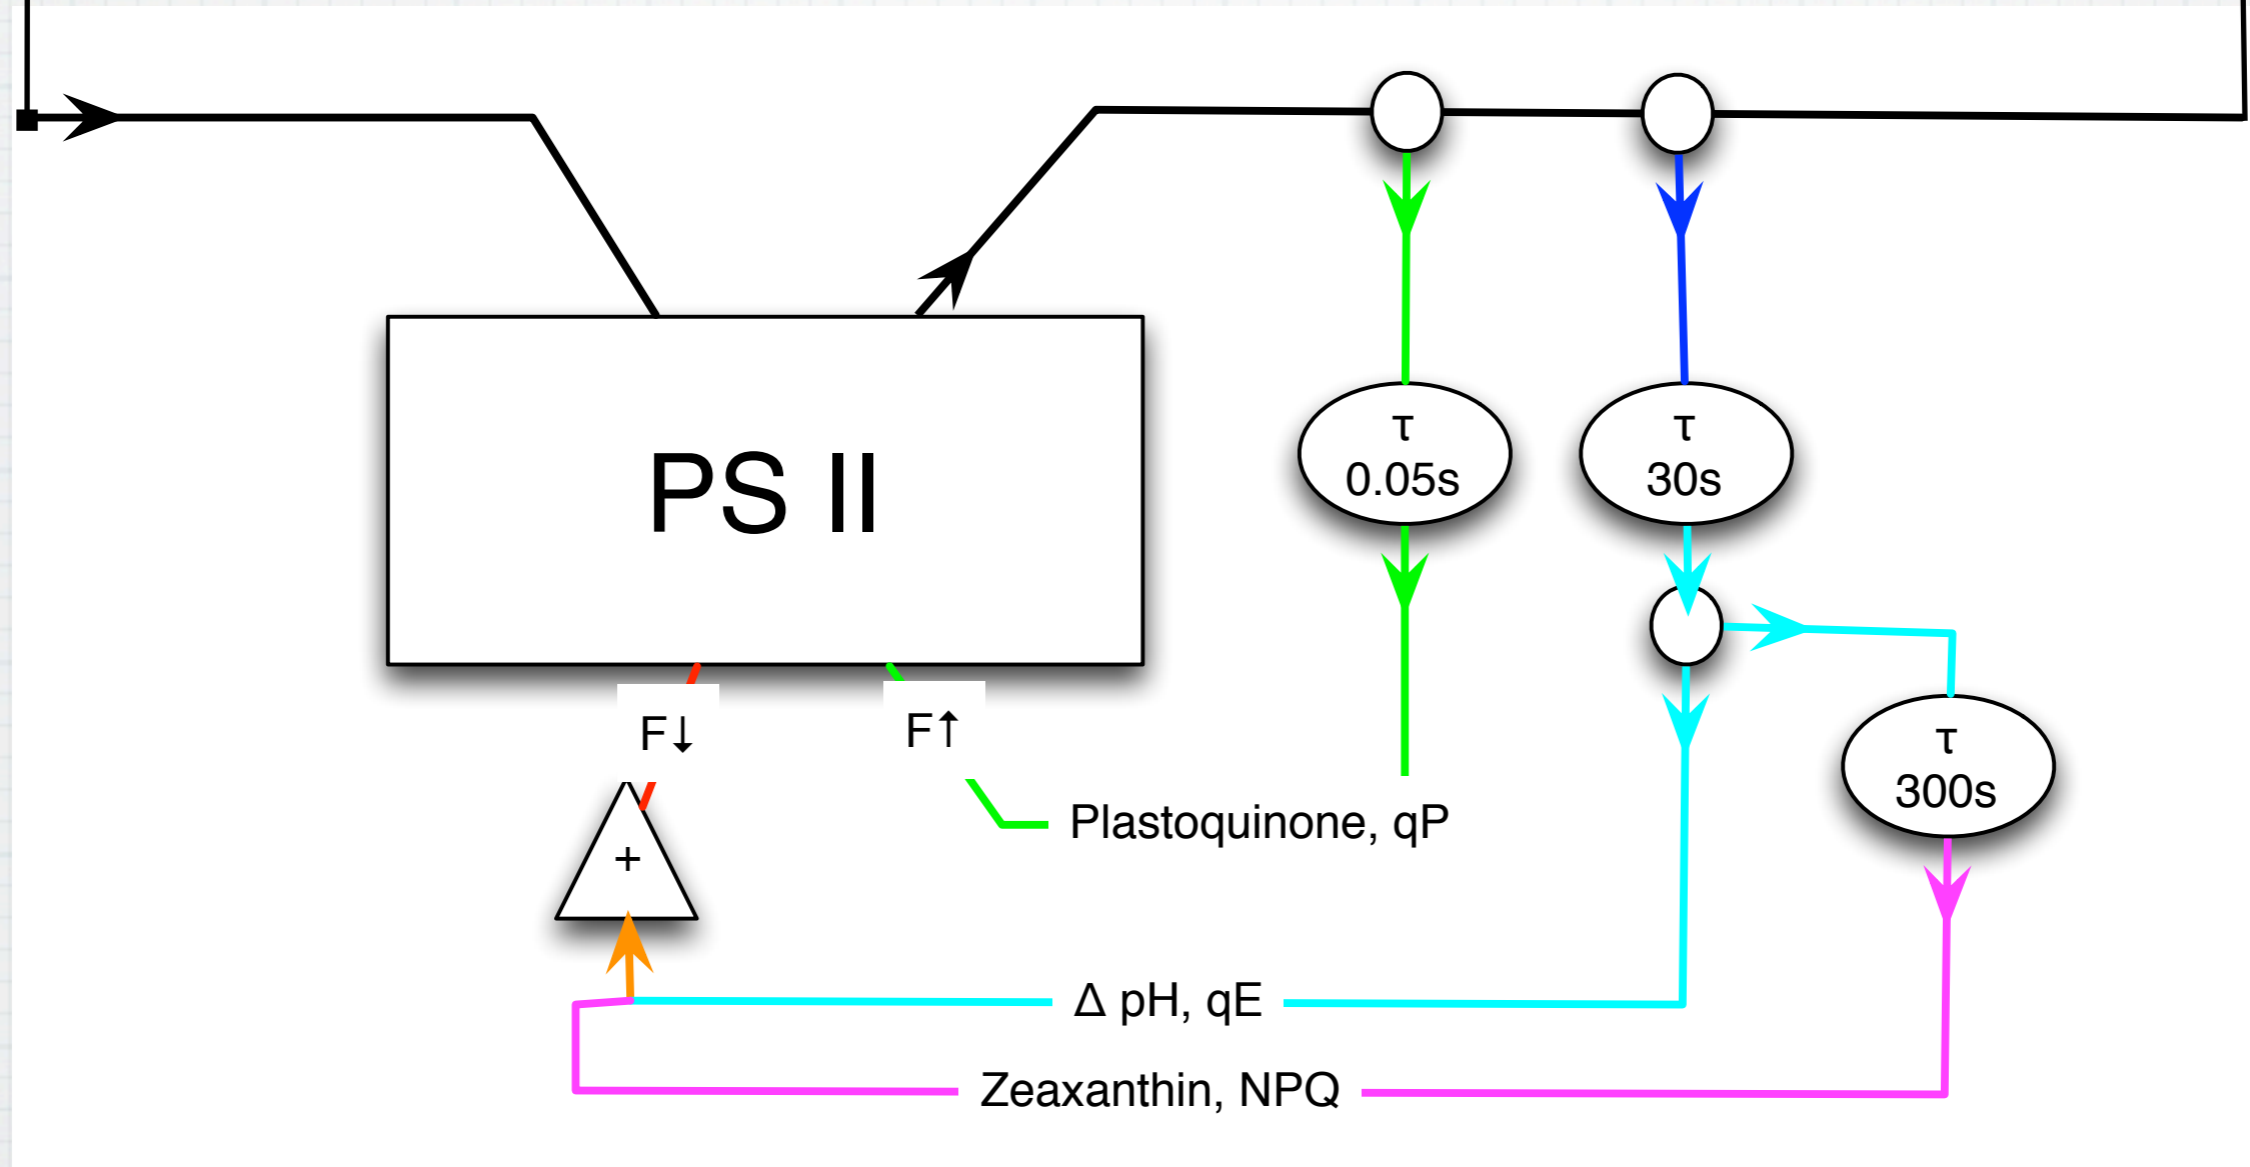 τ
0.05s
τ
30s
PS II
F↓
F↑
τ
300s
Plastoquinone, qP
+
Δ pH, qE
Zeaxanthin, NPQ